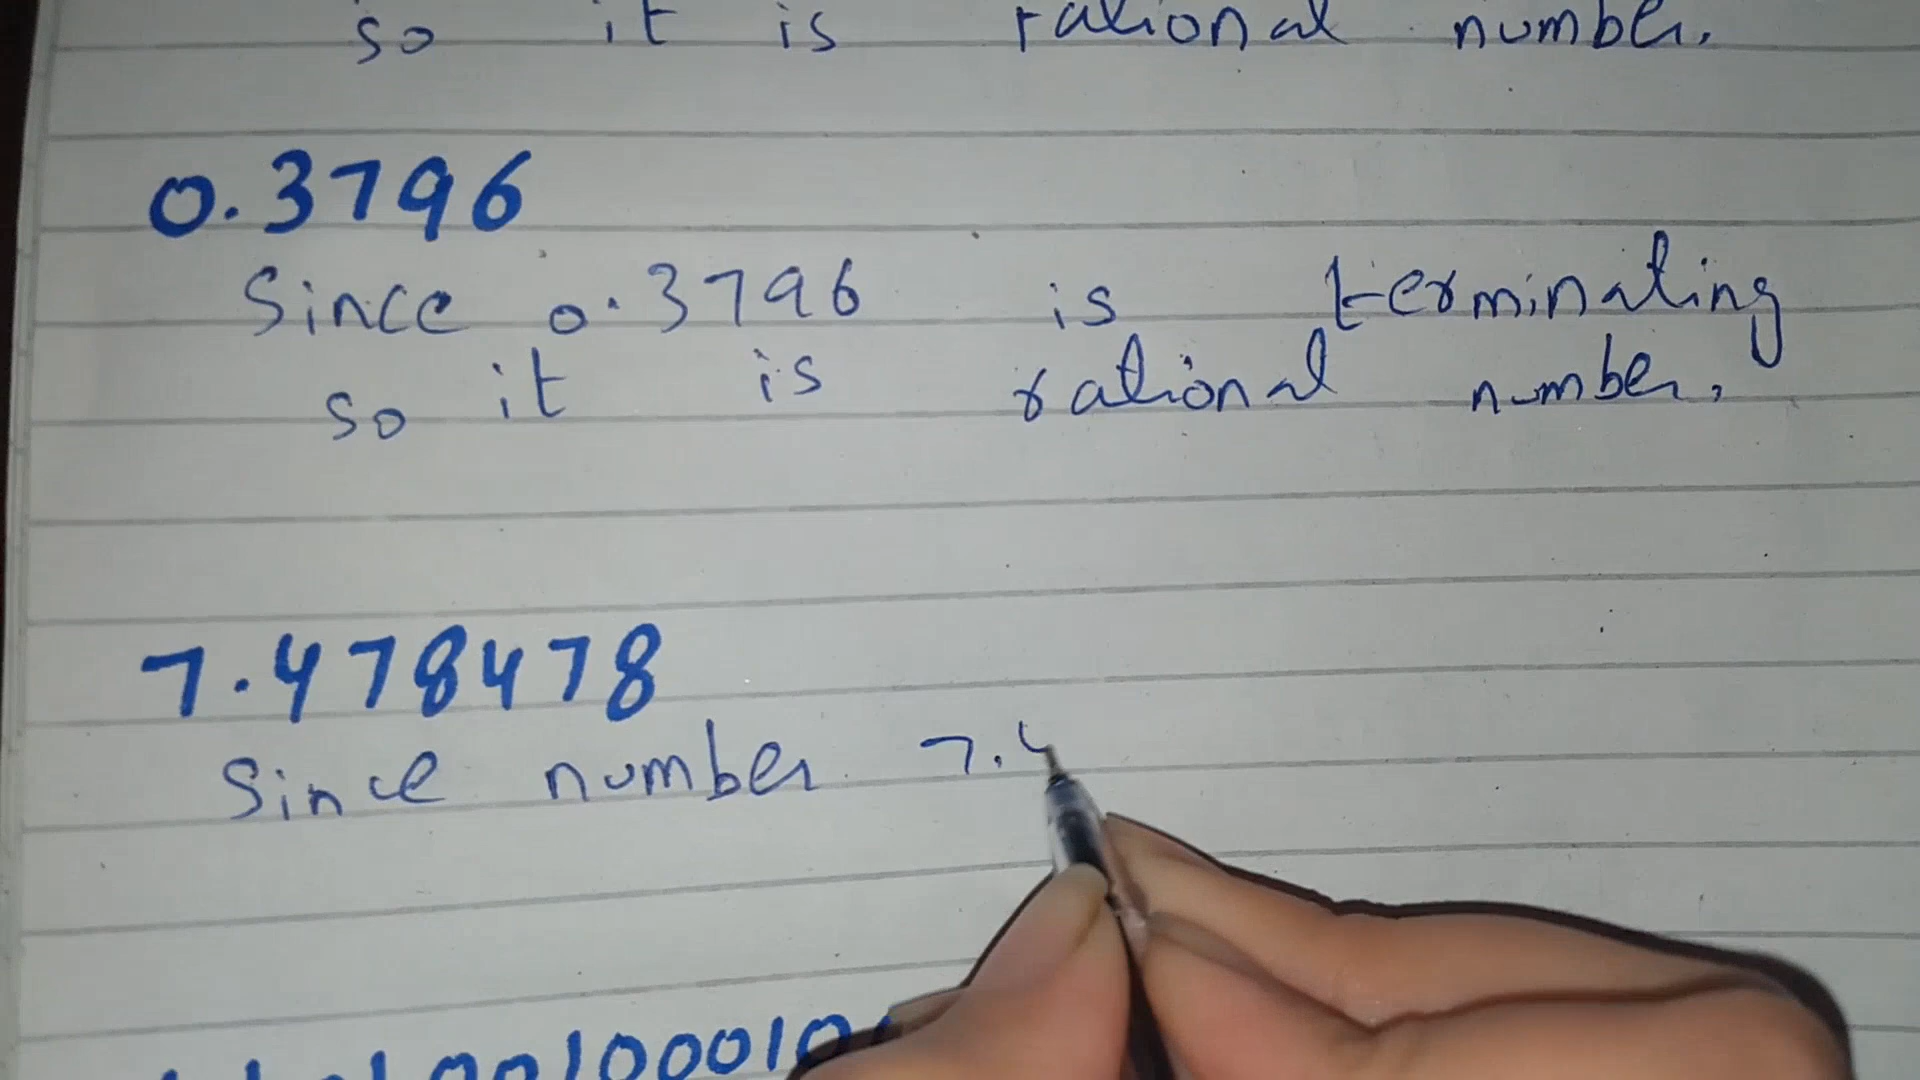 so it is rational number.
0.3796
Since 0.3796 is terminating
so it is rational number.
7.478478
Since number 7.4